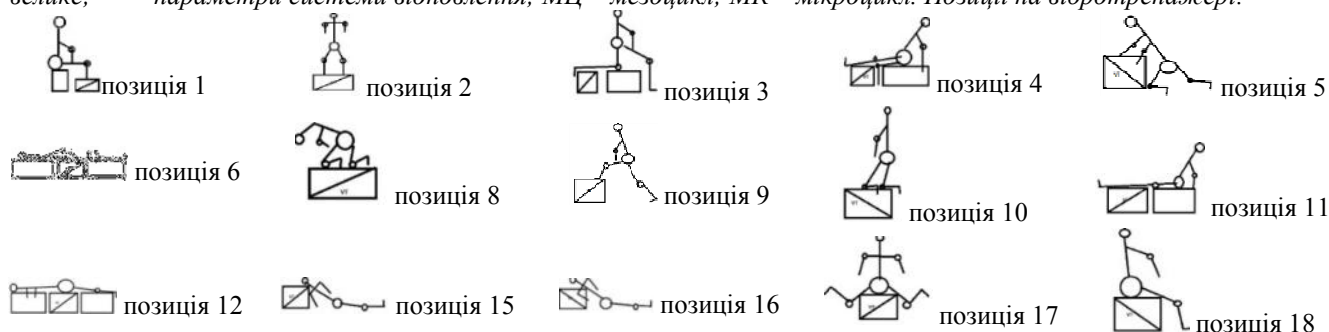 велике, параметри системи відновлення; МЦ – мезоцикл; МК – мікроцикл. Позиції на вібротренажері:
позиція 1 позиція 2 позиція 3 позиція 4 позиція 5
позиція 6 позиція 8 позиція 9 позиція 10 позиція 11
позиція 12 позиція 15 позиція 16 позиція 17 позиція 18